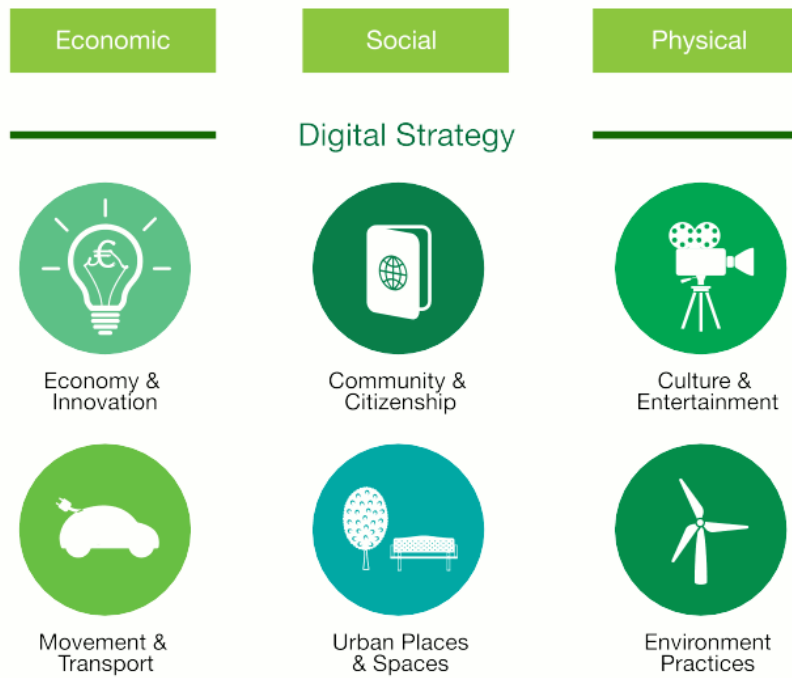 Economic
Social
Physical
Digital Strategy
€
Economy &
Innovation
Community &
Citizenship
Culture &
Entertainment
Movement &
Transport
Urban Places
& Spaces
Environment
Practices